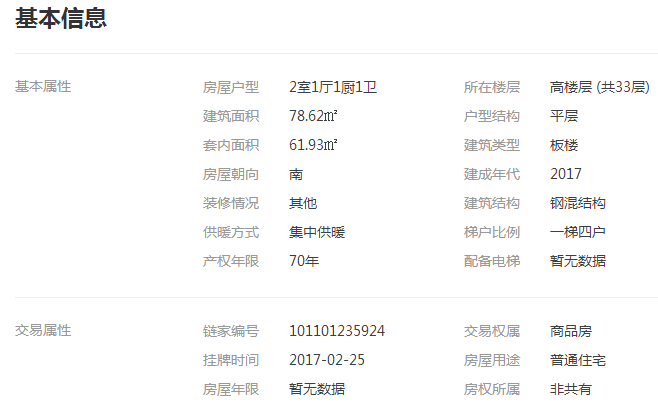 基本信息
基本属性 房屋户型 2室1厅1厨1卫 所在楼层 高楼层 (共33层)
建筑面积 78.62㎡ 户型结构 平层
套内面积 61.93㎡ 建筑类型 板楼
房屋朝向 南 建成年代 2017
装修情况 其他 建筑结构 钢混结构
供暖方式 集中供暖 梯户比例 一梯四户
产权年限 70年 配备电梯 暂无数据
交易属性 链家编号 101101235924 交易权属 商品房
挂牌时间 2017-02-25 房屋用途 普通住宅
房屋年限 暂无数据 房权所属 非共有